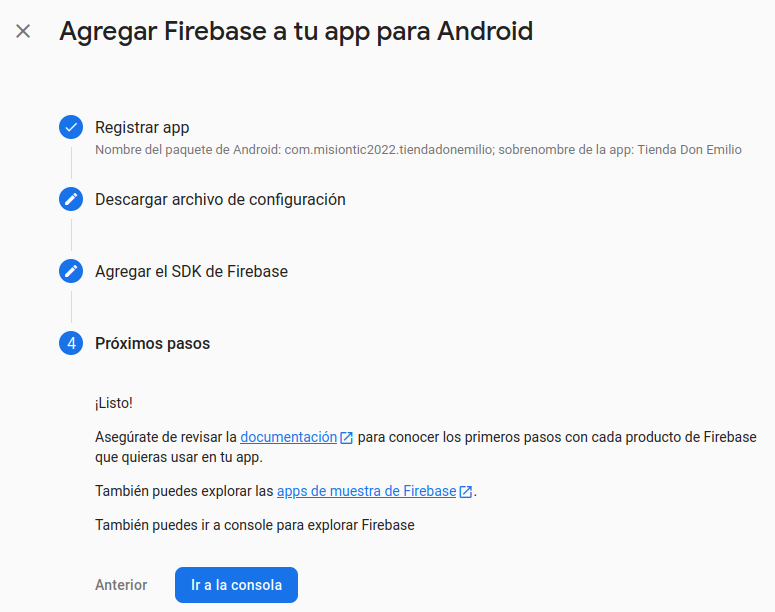 Agregar Firebase a tu app para Android
Registrar app
Nombre del paquete de Android: com.misiontic2022.tiendadonemilio; sobrenombre de la app: Tienda Don Emilio
Descargar archivo de configuración
Agregar el SDK de Firebase
4 Próximos pasos
¡Listo!
Asegúrate de revisar la documentación para conocer los primeros pasos con cada producto de Firebase
que quieras usar en tu app.
También puedes explorar las apps de muestra de Firebase.
También puedes ir a console para explorar Firebase
Anterior Ir a la consola